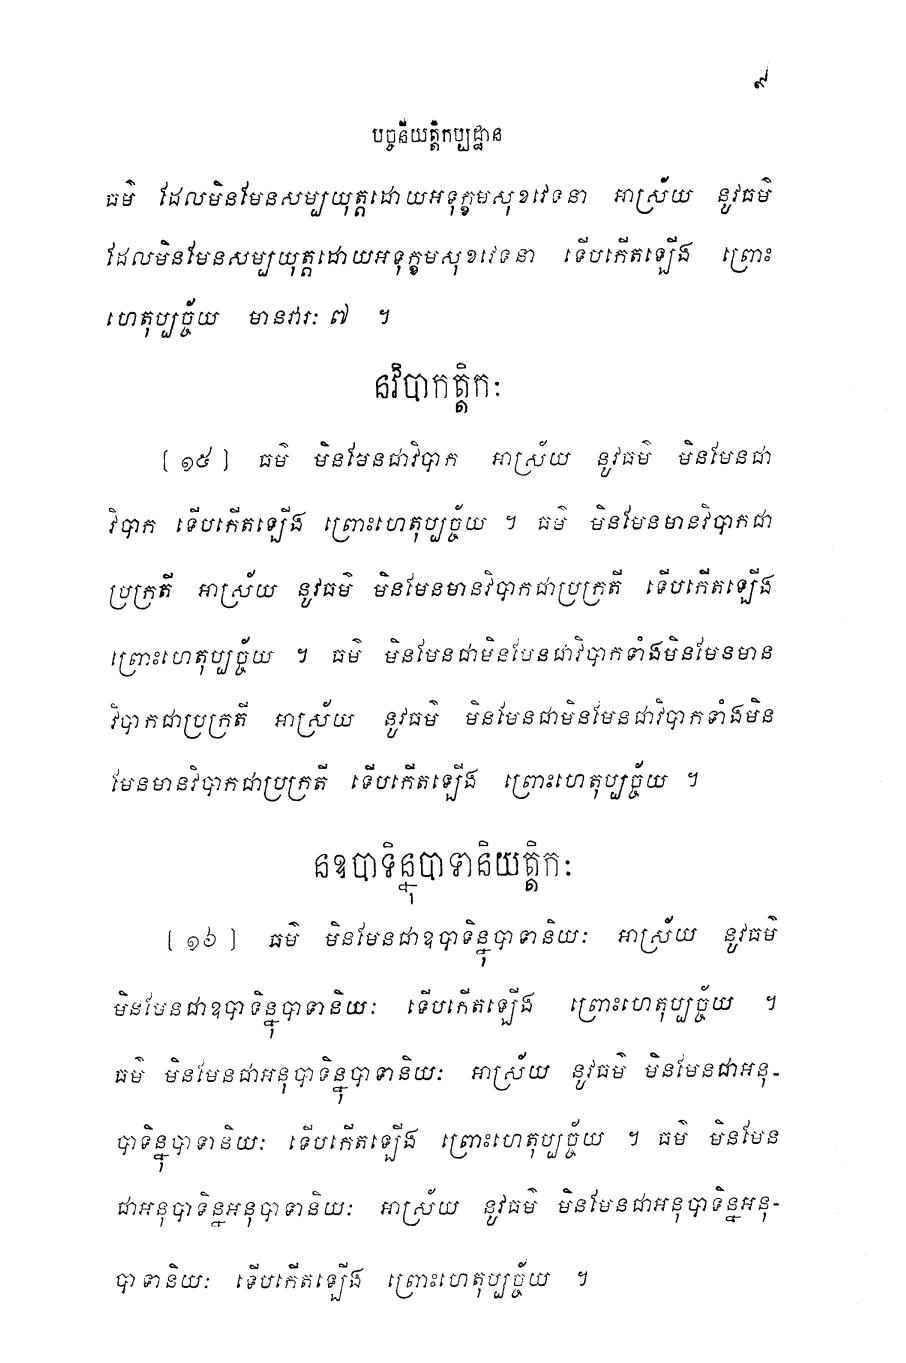 ៩
បច្ចនីយត្តិកប្បដ្ឋាន
ធម៌ ដែលមិនមែនសម្បយុត្តដោយអទុក្ខមសុខវេទនា អាស្រ័យ នូវធម៌
ដែលមិនមែនសម្បយុត្តដោយអទុក្ខមសុខវេទនា ទើបកើតឡើង ព្រោះ
ហេតុប្បច្ច័យ មានវារៈ ៧ ។
នវិបាកត្តិកៈ
[ ១៥ ] ធម៌ មិនមែនជាវិបាក អាស្រ័យ នូវធម៌ មិនមែនជា
វិបាក ទើបកើតឡើង ព្រោះហេតុប្បច្ច័យ ។ ធម៌ មិនមែនមានវិបាកជា
ប្រក្រតី អាស្រ័យ នូវធម៌ មិនមែនមានវិបាកជាប្រក្រតី ទើបកើតឡើង
ព្រោះហេតុប្បច្ច័យ ។ ធម៌ មិនមែនជាមិនមែនជាវិបាកទាំងមិនមែនមាន
វិបាកជាប្រក្រតី អាស្រ័យ នូវធម៌ មិនមែនជាមិនមែនជាវិបាកទាំងមិន
មែនមានវិបាកជាប្រក្រតី ទើបកើតឡើង ព្រោះហេតុប្បច្ច័យ ។
នឧបាទិន្នុបាទានិយត្តិកៈ
[ ១៦ ] ធម៌ មិនមែនជាឧបាទិន្នុបាទានិយៈ អាស្រ័យ នូវធម៌
មិនមែនជាឧបាទិន្នុបាទានិយៈ ទើបកើតឡើង ព្រោះហេតុប្បច្ច័យ ។
ធម៌ មិនមែនជាអនុបាទិន្នុបាទានិយៈ អាស្រ័យ នូវធម៌ មិនមែនជាអនុ-
បាទិន្នុបាទានិយៈ ទើបកើតឡើង ព្រោះហេតុប្បច្ច័យ ។ ធម៌ មិនមែន
ជាអនុបាទិន្នអនុបាទានិយៈ អាស្រ័យ នូវធម៌ មិនមែនជាអនុបាទិន្នអនុ-
បាទានិយៈ ទើបកើតឡើង ព្រោះហេតុប្បច្ច័យ ។